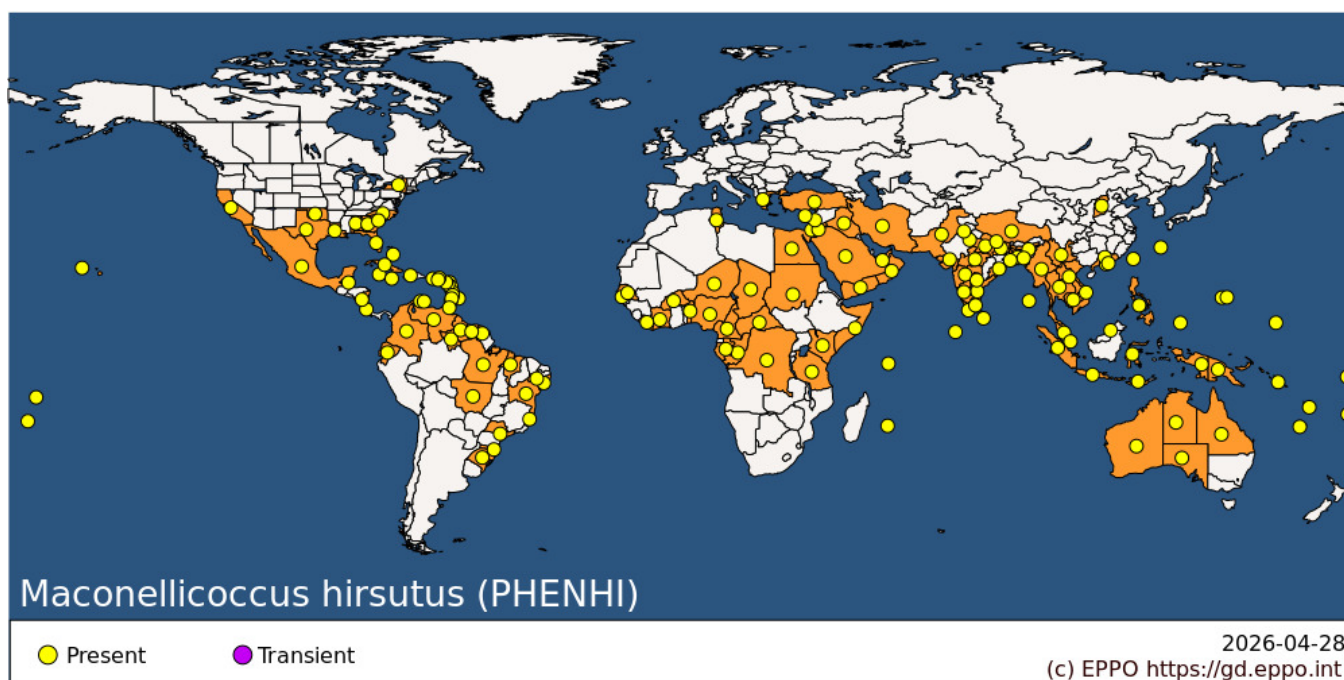 Maconellicoccus hirsutus (PHENHI)
Present
Transient
2026-04-28
(c) EPPO https://gd.eppo.int